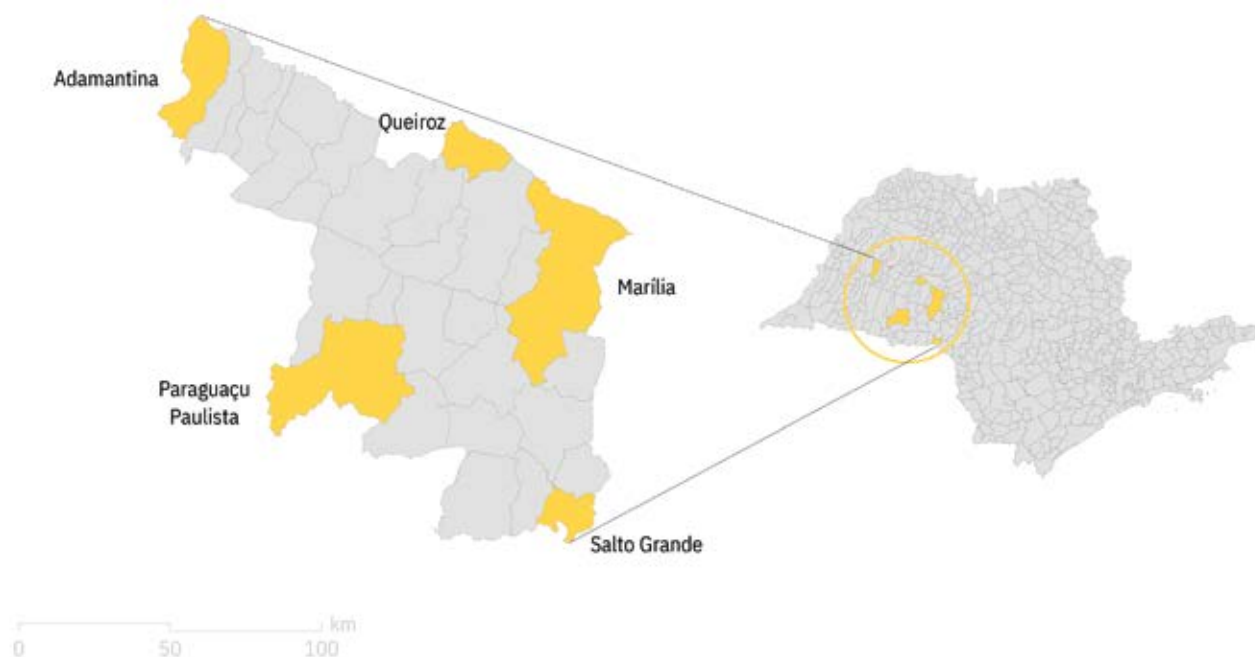 Adamantina
Queiroz
Marília
Paraguaçu
Paulista
Salto Grande
km
0 50 100